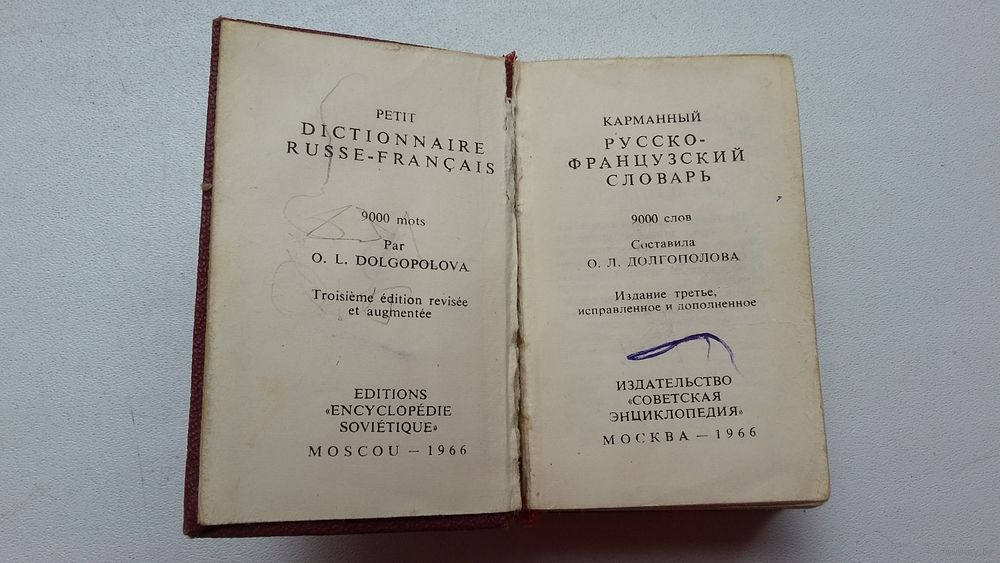 PETIT
DICTIONNAIRE
RUSSE-FRANÇAIS
9000 mots
Par
O. L. DOLGOPOLOVA
Troisième édition revisée
et augmentée
EDITIONS
«ENCYCLOPÉDIE
SOVIÉTIQUE»
MOSCOU — 1966
КАРМАННЫЙ
РУССКО-
ФРАНЦУЗСКИЙ
СЛОВАРЬ
9000 слов
Составила
О. Л. ДОЛГОПОЛОВА
Издание третье,
исправленное и дополненное
ИЗДАТЕЛЬСТВО
«СОВЕТСКАЯ
ЭНЦИКЛОПЕДИЯ»
МОСКВА — 1966